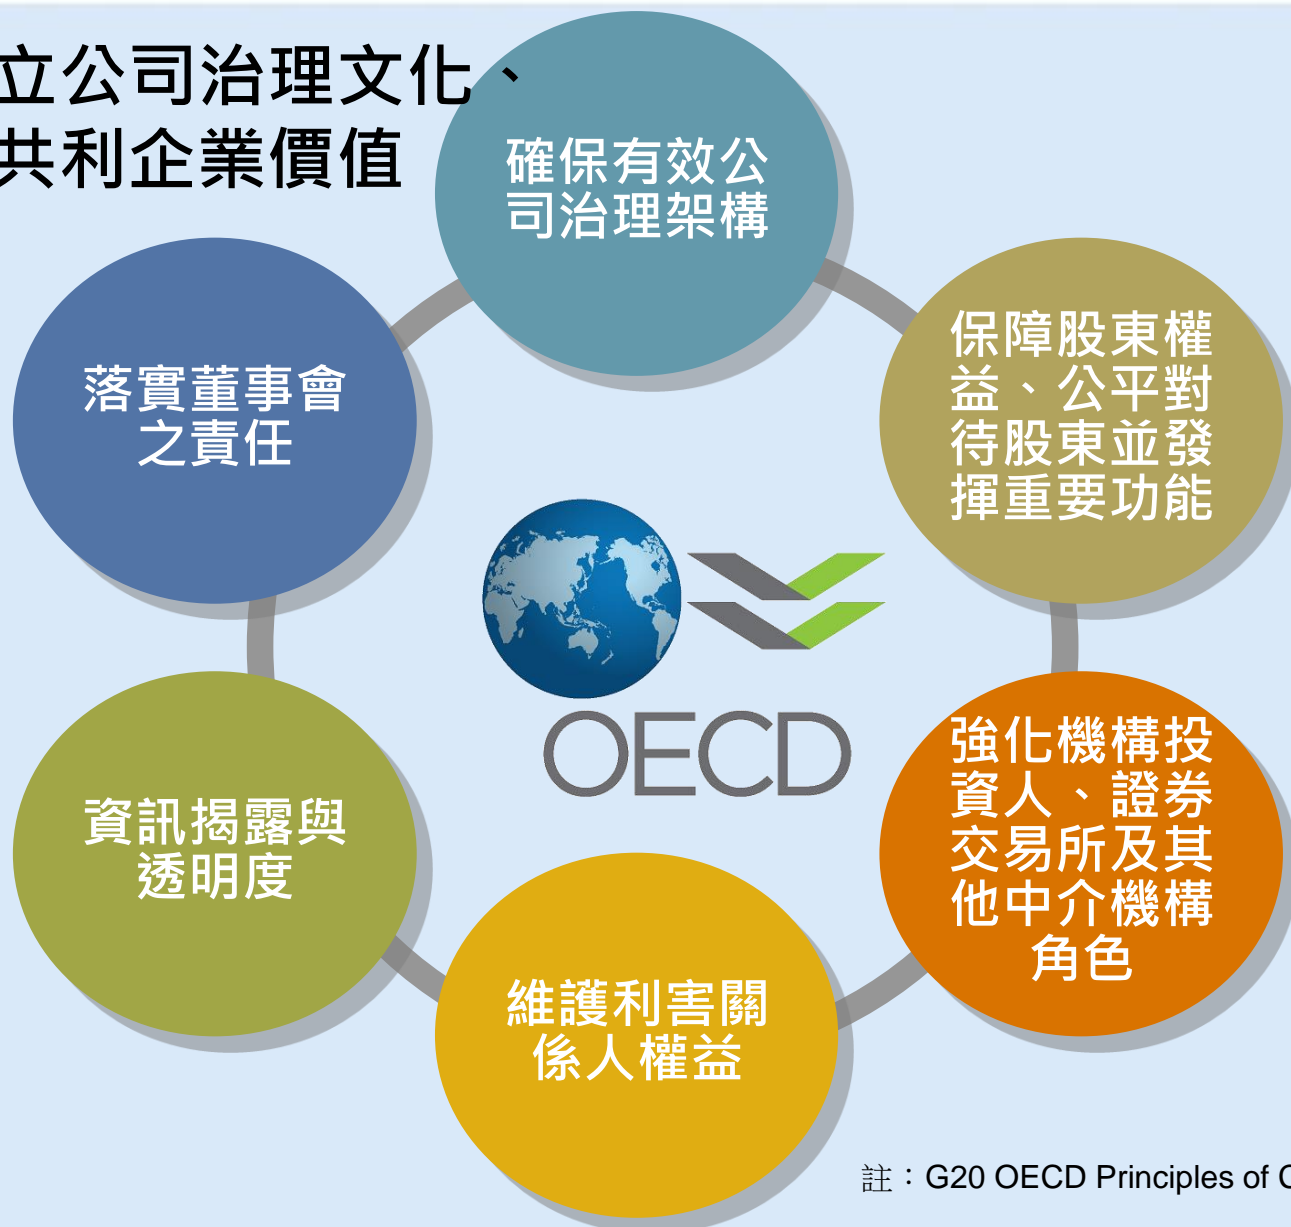 立公司治理文化、
共利企業價值
確保有效公
司治理架構
保障股東權
益、公平對
待股東並發
揮重要功能
強化機構投
資人、證券
交易所及其
他中介機構
角色
維護利害關
係人權益
資訊揭露與
透明度
落實董事會
之責任
OECD
註：G20 OECD Principles of